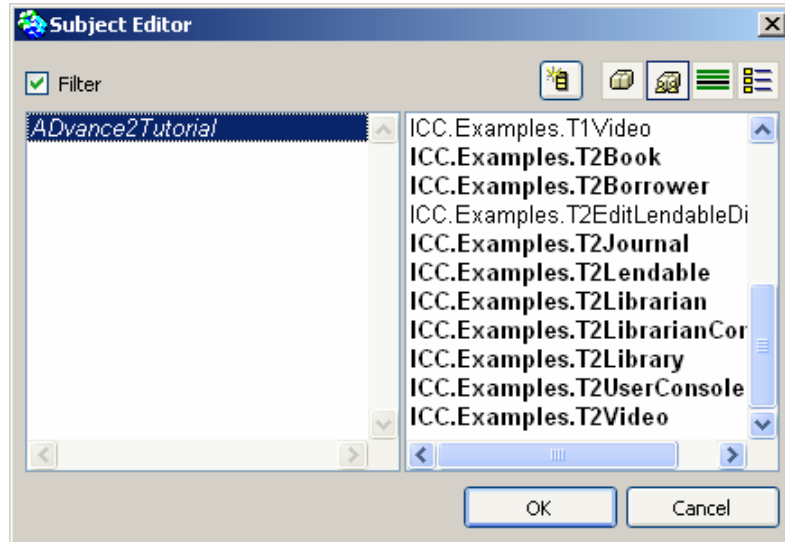 Subject Editor
Filter
ADvance2Tutorial
ICC.Examples.T1Video
ICC.Examples.T2Book
ICC.Examples.T2Borrower
ICC.Examples.T2EditLendableDi
ICC.Examples.T2Journal
ICC.Examples.T2Lendable
ICC.Examples.T2Librarian
ICC.Examples.T2LibrarianCor
ICC.Examples.T2Library
ICC.Examples.T2UserConsole
ICC.Examples.T2Video
OK
Cancel